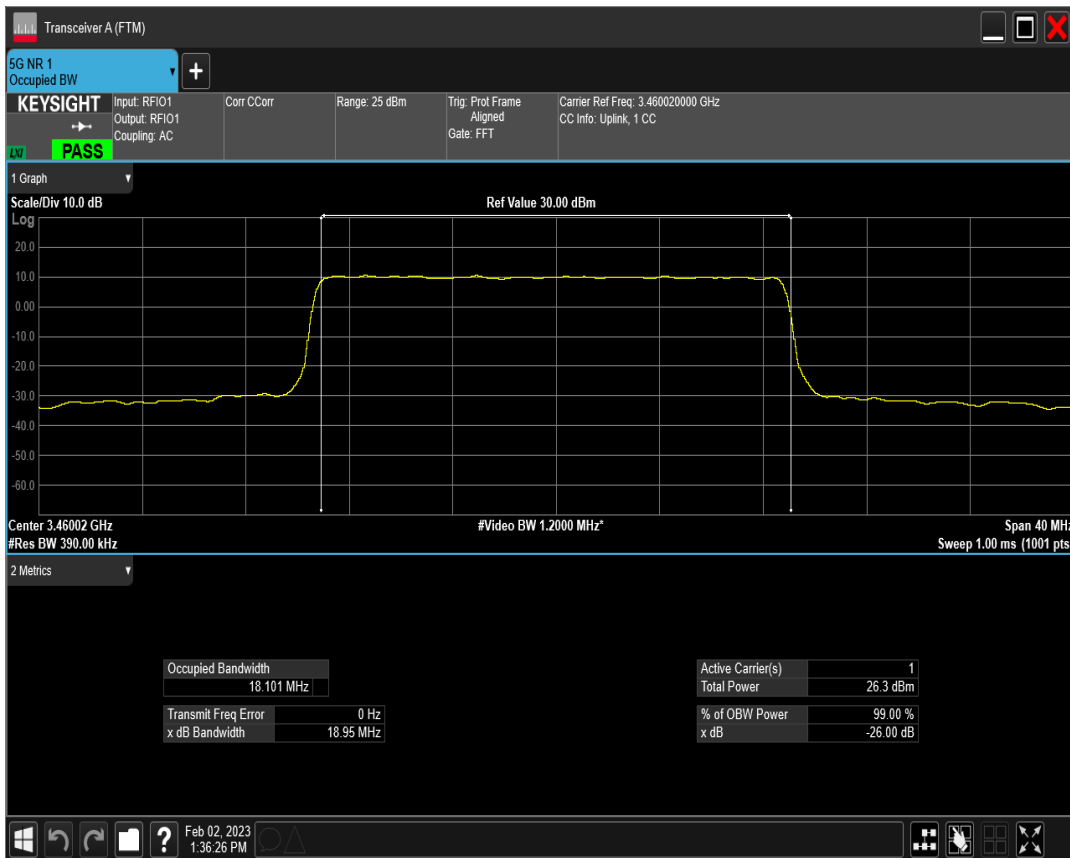 Transceiver A (FTM)
5G NR 1
Occupied BW
+
KEYSIGHT
LXI
PASS
Input: RFIO1
Output: RFIO1
Coupling: AC
Corr CCorr
Range: 25 dBm
Trig: Prot Frame
Aligned
Gate: FFT
Carrier Ref Freq: 3.460020000 GHz
CC Info: Uplink, 1 CC
1 Graph
Scale/Div 10.0 dB
Ref Value 30.00 dBm
Log
20.0
10.0
0.00
-10.0
-20.0
-30.0
-40.0
-50.0
-60.0
Center 3.46002 GHz
#Video BW 1.2000 MHz*
Span 40 MHz
#Res BW 390.00 kHz
Sweep 1.00 ms (1001 pts
2 Metrics
Occupied Bandwidth
18.101 MHz
Transmit Freq Error 0 Hz
x dB Bandwidth 18.95 MHz
Active Carrier(s) 1
Total Power 26.3 dBm
% of OBW Power 99.00 %
x dB -26.00 dB
?
Feb 02, 2023
1:36:26 PM